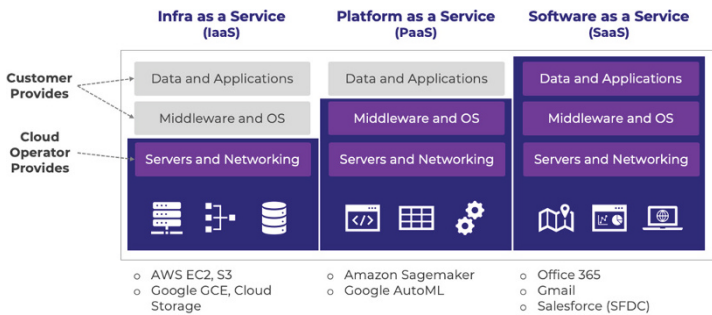 Infra as a Service
(IaaS)
Platform as a Service
(PaaS)
Software as a Service
(SaaS)
Customer
Provides
Cloud
Operator
Provides
Data and Applications
Middleware and OS
Servers and Networking
Data and Applications
Middleware and OS
Servers and Networking
Data and Applications
Middleware and OS
Servers and Networking
</>
o AWS EC2, S3
o Google GCE, Cloud
Storage
o Amazon Sagemaker
o Google AutoML
o Office 365
o Gmail
o Salesforce (SFDC)